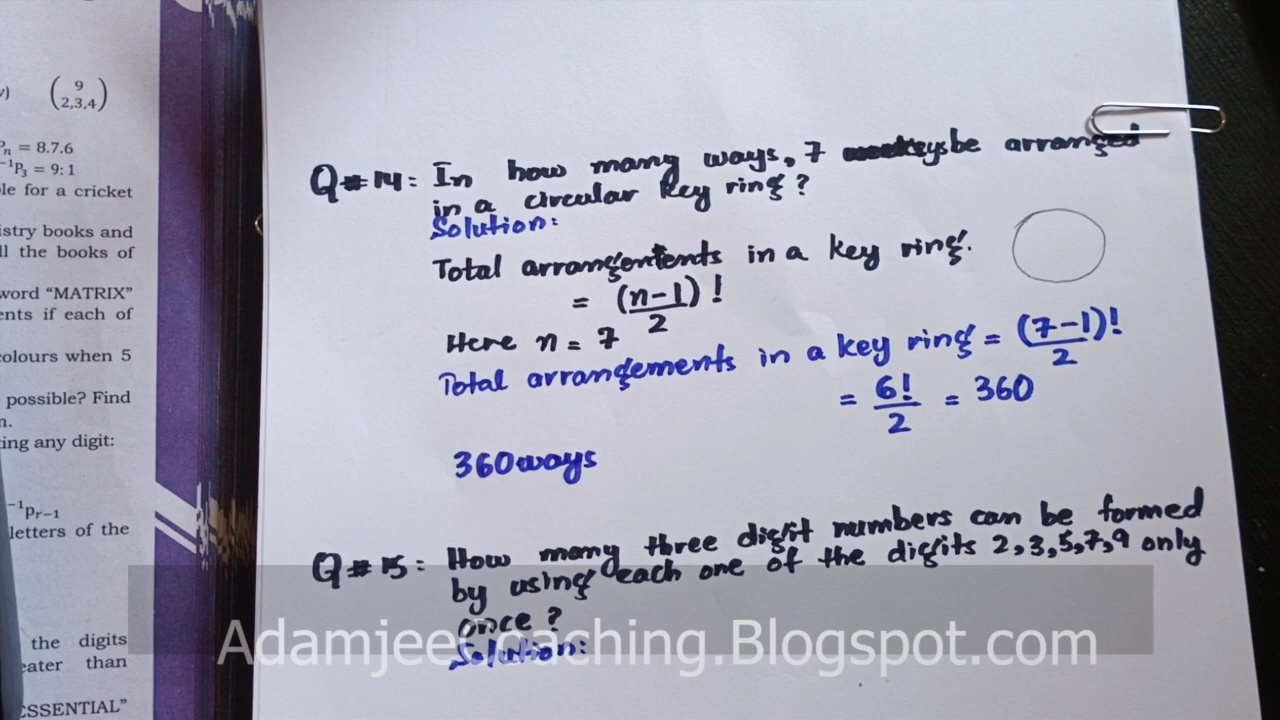 v) (9
2,3,4)
Pn = 8.7.6
⁻¹P₃ = 9:1
le for a cricket
istry books and
ll the books of
word “MATRIX”
ents if each of
colours when 5
possible? Find
n.
ing any digit:
⁻¹pr−1
letters of the
the digits
eater than
ESSENTIAL”
Q # 14: In how many ways, 7 keys be arranged
in a circular key ring?
Solution:
Total arrangements in a key ring.
= (n-1)!
2
Here n = 7
Total arrangements in a key ring = (7-1)!
2
= 6!
2 = 360
360 ways
Q # 15: How many three digit numbers can be formed
by using each one of the digits 2,3,5,7,9 only
once?
Solution:
Adamjeecoaching.Blogspot.com